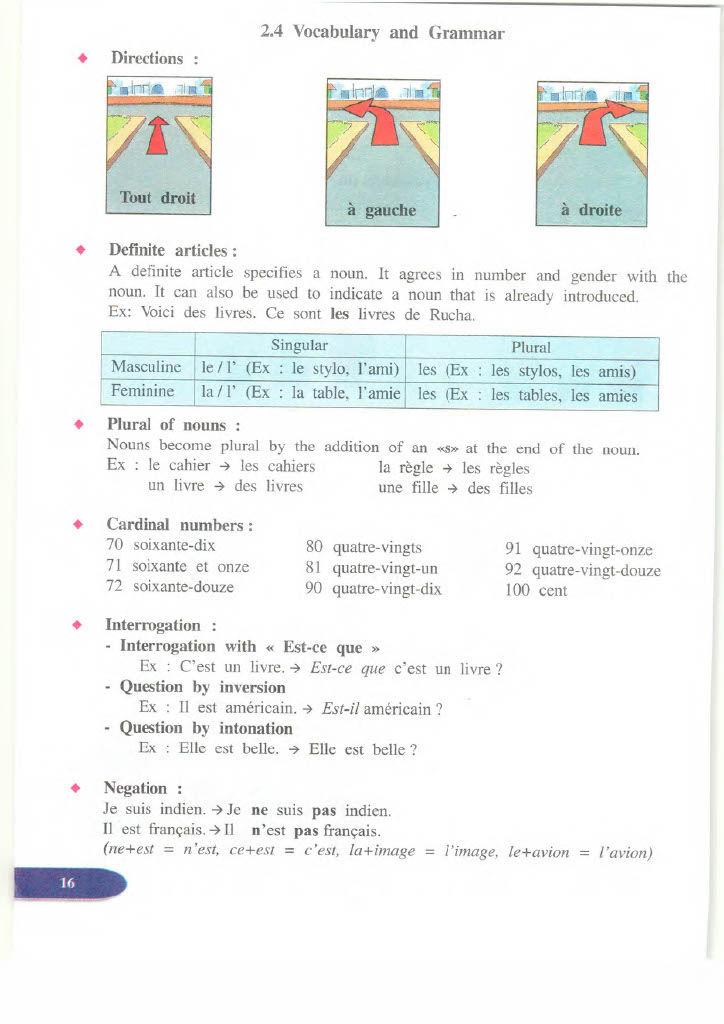 2.4 Vocabulary and Grammar
◆ Directions :
Tout droit
à gauche
à droite
◆ Definite articles :
A definite article specifies a noun. It agrees in number and gender with the
noun. It can also be used to indicate a noun that is already introduced.
Ex: Voici des livres. Ce sont les livres de Rucha.
Singular Plural
Masculine le / l' (Ex : le stylo, l'ami) les (Ex : les stylos, les amis)
Feminine la / l' (Ex : la table, l'amie les (Ex : les tables, les amies
◆ Plural of nouns :
Nouns become plural by the addition of an «s» at the end of the noun.
Ex : le cahier → les cahiers la règle → les règles
un livre → des livres une fille → des filles
◆ Cardinal numbers :
70 soixante-dix 80 quatre-vingts 91 quatre-vingt-onze
71 soixante et onze 81 quatre-vingt-un 92 quatre-vingt-douze
72 soixante-douze 90 quatre-vingt-dix 100 cent
◆ Interrogation :
- Interrogation with « Est-ce que »
Ex : C'est un livre. → Est-ce que c'est un livre ?
- Question by inversion
Ex : Il est américain. → Est-il américain ?
- Question by intonation
Ex : Elle est belle. → Elle est belle ?
◆ Negation :
Je suis indien. → Je ne suis pas indien.
Il est français. → Il n'est pas français.
(ne+est = n'est, ce+est = c'est, la+image = l'image, le+avion = l'avion)
16